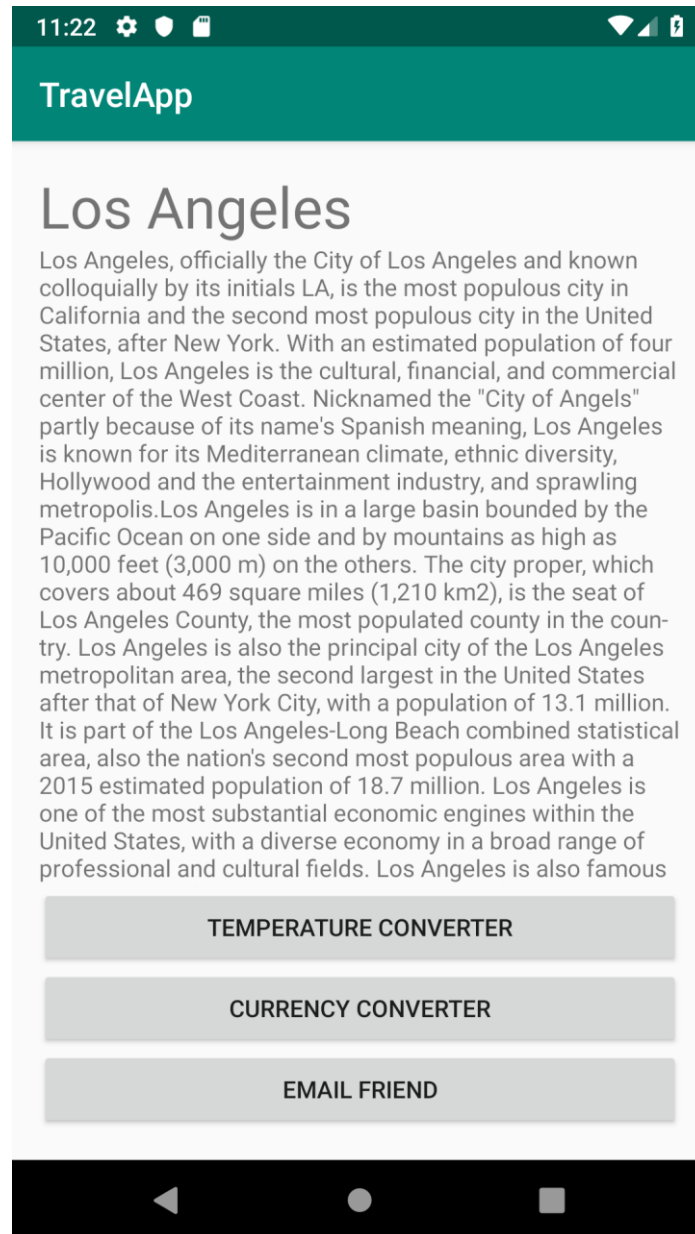 11:22
TravelApp
Los Angeles
Los Angeles, officially the City of Los Angeles and known
colloquially by its initials LA, is the most populous city in
California and the second most populous city in the United
States, after New York. With an estimated population of four
million, Los Angeles is the cultural, financial, and commercial
center of the West Coast. Nicknamed the "City of Angels"
partly because of its name's Spanish meaning, Los Angeles
is known for its Mediterranean climate, ethnic diversity,
Hollywood and the entertainment industry, and sprawling
metropolis.Los Angeles is in a large basin bounded by the
Pacific Ocean on one side and by mountains as high as
10,000 feet (3,000 m) on the others. The city proper, which
covers about 469 square miles (1,210 km2), is the seat of
Los Angeles County, the most populated county in the coun-
try. Los Angeles is also the principal city of the Los Angeles
metropolitan area, the second largest in the United States
after that of New York City, with a population of 13.1 million.
It is part of the Los Angeles-Long Beach combined statistical
area, also the nation's second most populous area with a
2015 estimated population of 18.7 million. Los Angeles is
one of the most substantial economic engines within the
United States, with a diverse economy in a broad range of
professional and cultural fields. Los Angeles is also famous
TEMPERATURE CONVERTER
CURRENCY CONVERTER
EMAIL FRIEND